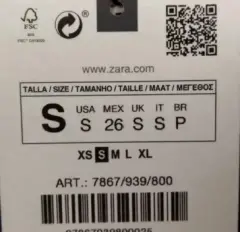 FSC
www.zara.com
TALLA / SIZE / TAMANHO / TAILLE / MAAT / ΜΕΓΕΘΟΣ
S
USA MEX UK IT BR
S 26 S S P
XS S M L XL
ART.: 7867/939/800